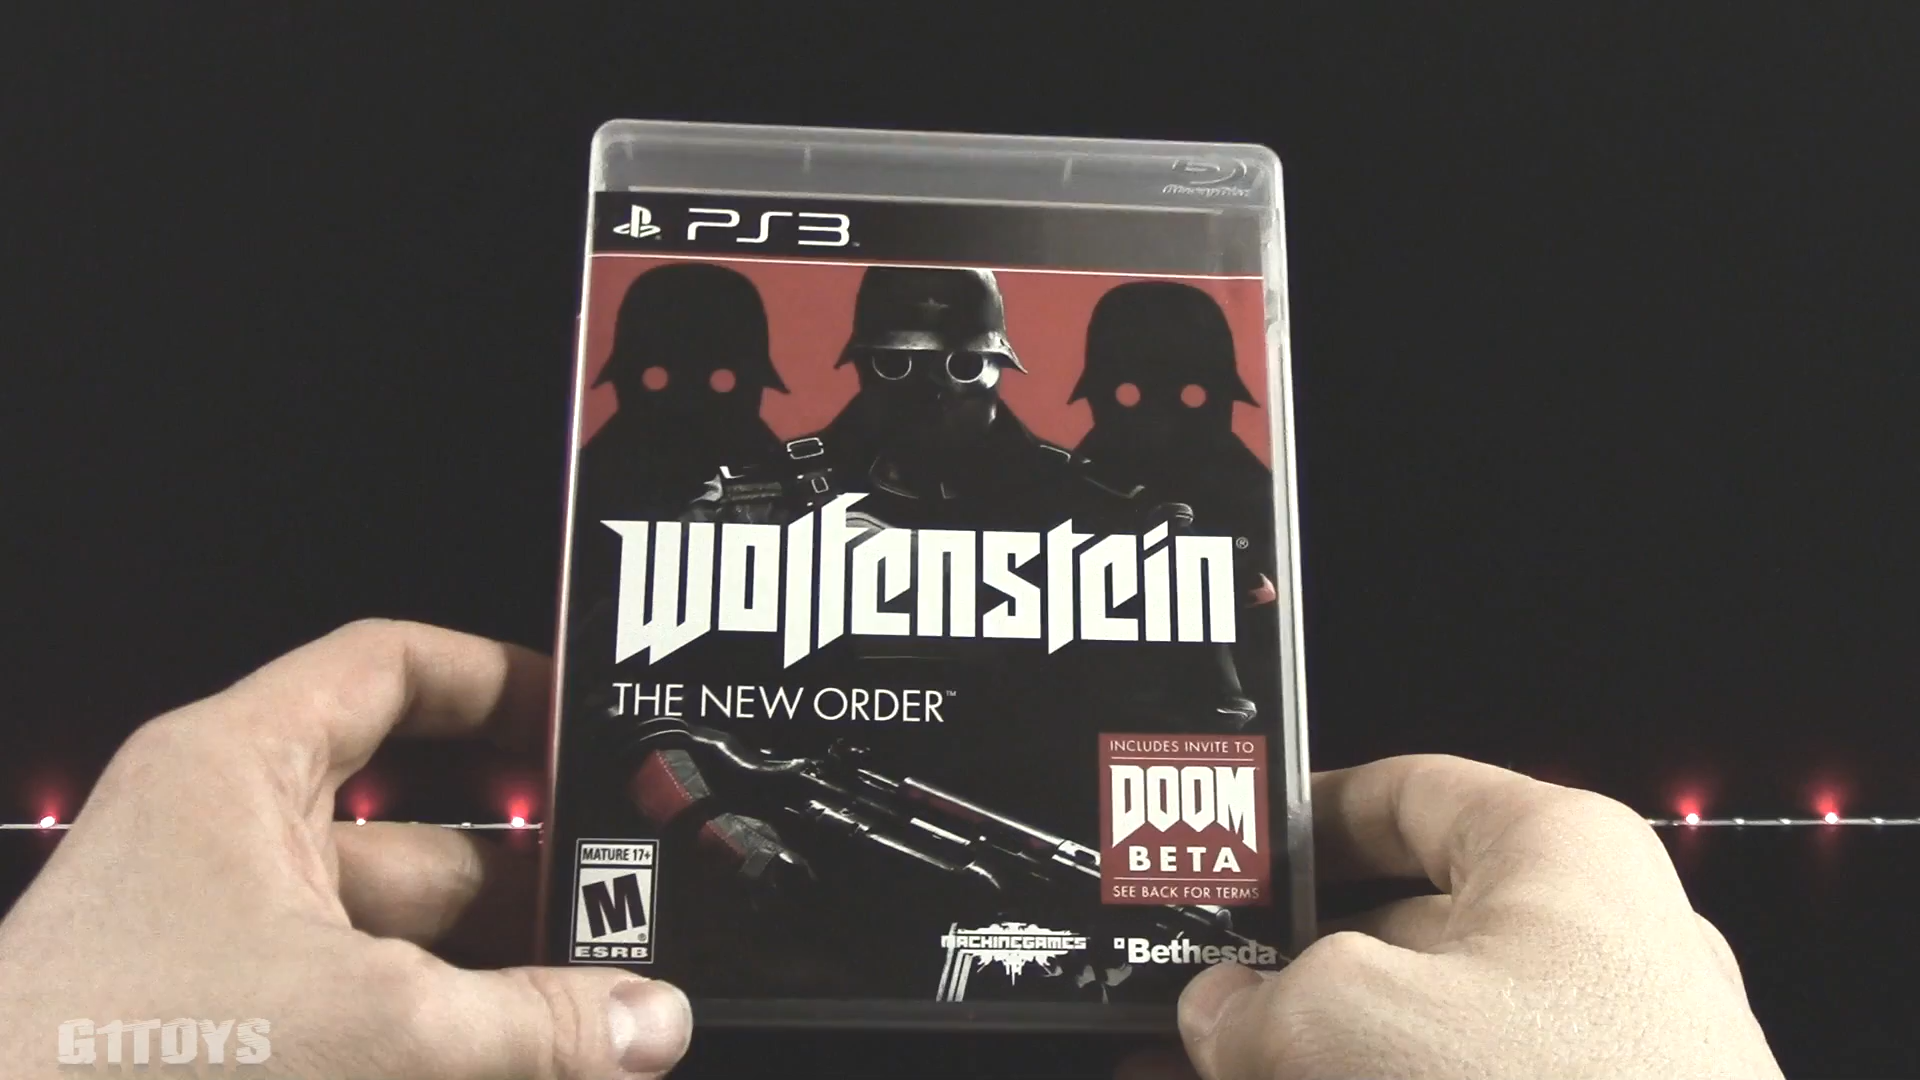 PS3
wolfenstein®
THE NEW ORDER™
INCLUDES INVITE TO
DOOM
BETA
SEE BACK FOR TERMS
MATURE 17+
M
ESRB
MACHINEGAMES
Bethesda
G1TOYS